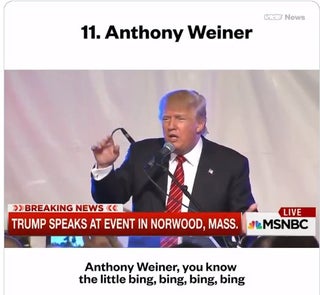 VICE News
11. Anthony Weiner
BREAKING NEWS
LIVE
TRUMP SPEAKS AT EVENT IN NORWOOD, MASS.
MSNBC
Anthony Weiner, you know
the little bing, bing, bing, bing